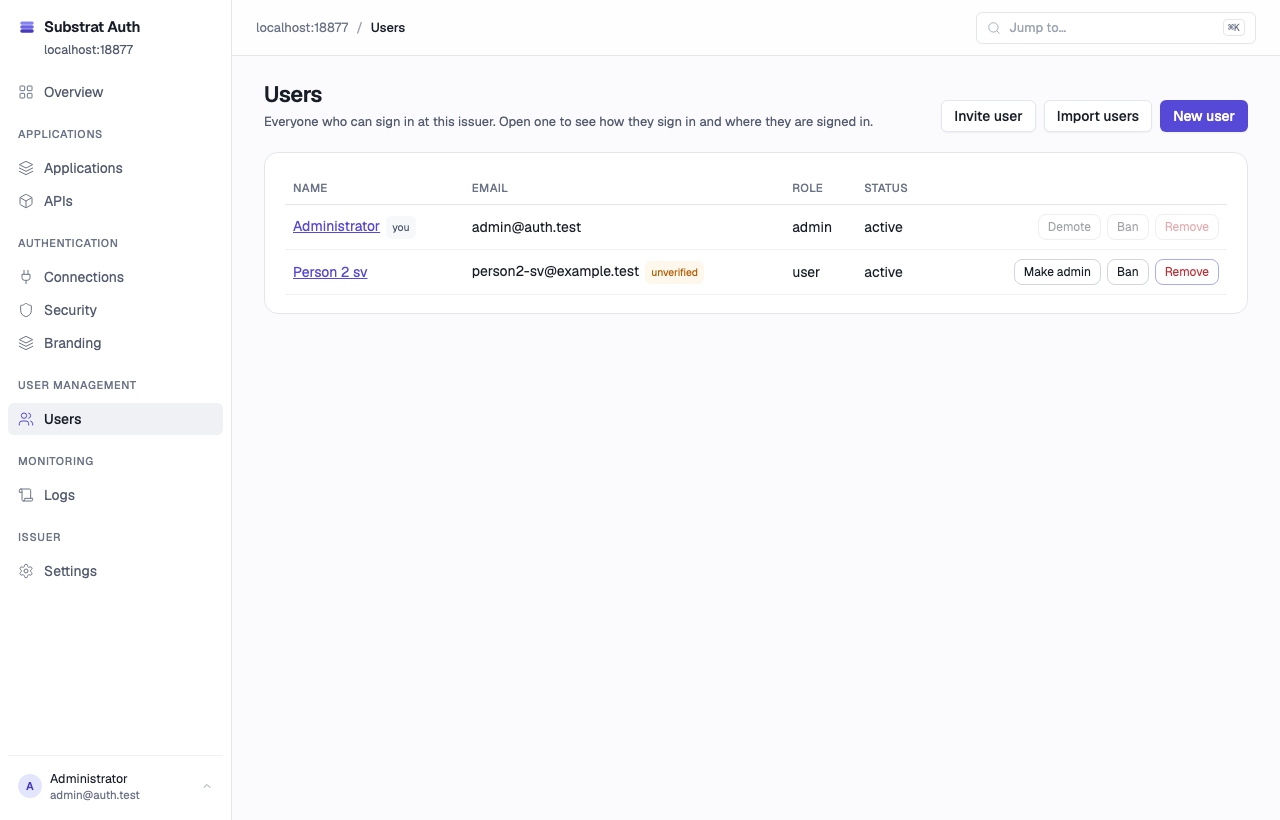 Substrat Auth
localhost:18877
Overview
APPLICATIONS
Applications
APIs
AUTHENTICATION
Connections
Security
Branding
USER MANAGEMENT
Users
MONITORING
Logs
ISSUER
Settings
A
Administrator
admin@auth.test
localhost:18877 / Users
Jump to… ⌘K
Users
Everyone who can sign in at this issuer. Open one to see how they sign in and where they are signed in.
Invite user Import users New user
NAME EMAIL ROLE STATUS
Administrator you admin@auth.test admin active Demote Ban Remove
Person 2 sv person2-sv@example.test unverified user active Make admin Ban Remove